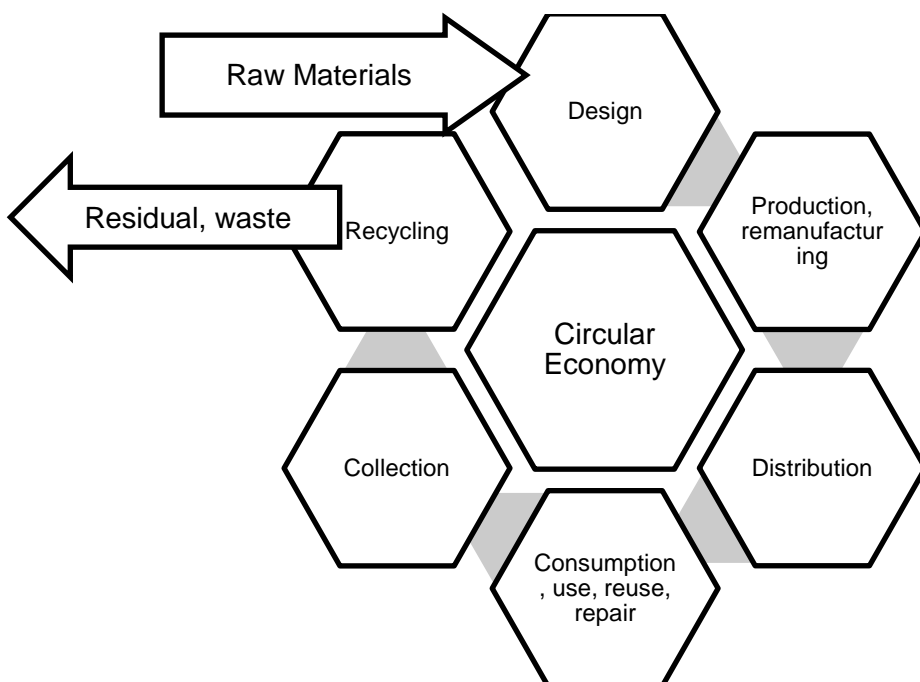 Raw Materials
Design
Residual, waste
Recycling
Production,
remanufactur
ing
Circular
Economy
Collection
Distribution
Consumption
, use, reuse,
repair